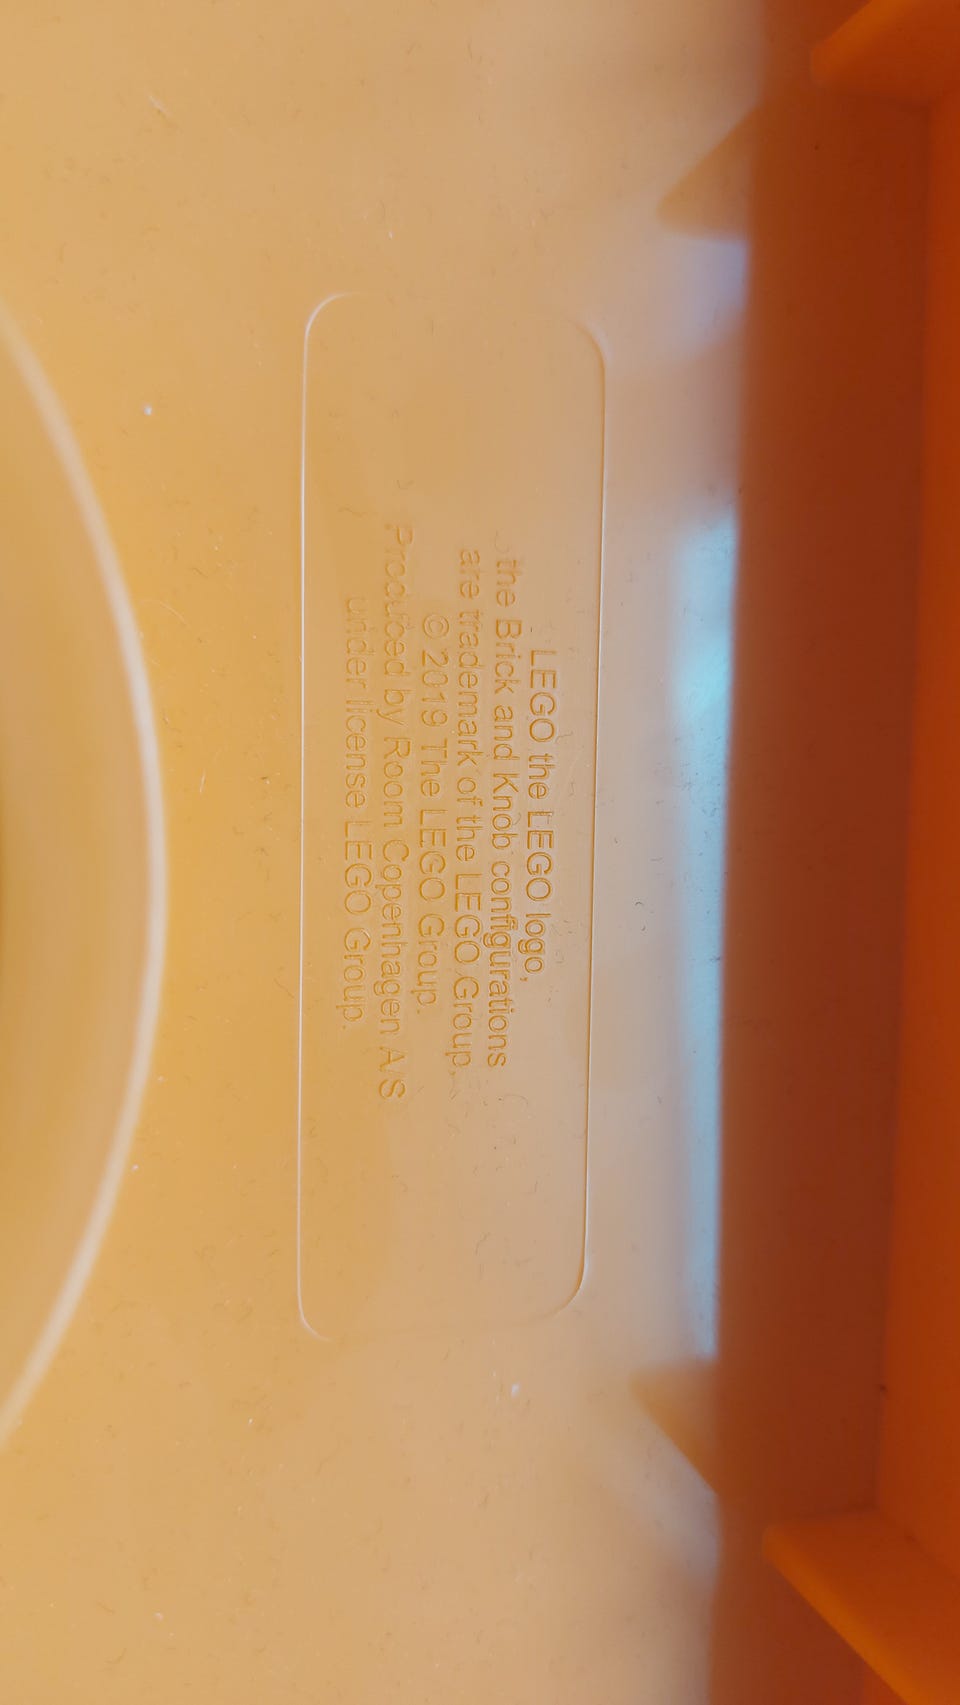 LEGO the LEGO logo,
the Brick and Knob configurations
are trademark of the LEGO Group,
© 2019 The LEGO Group.
Produced by Room Copenhagen A/S
under license LEGO Group.